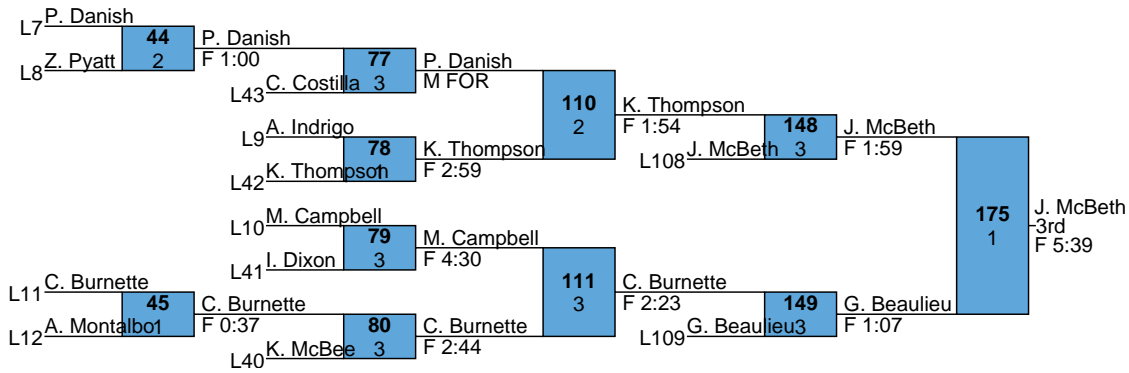 P. Danish
L7
44
P. Danish
Z. Pyatt
2
F 1:00
L8
77
P. Danish
C. Costilla
3
M FOR
L43
110
K. Thompson
A. Indrigo
2
F 1:54
L9
78
K. Thompson
148
J. McBeth
J. McBeth
3
F 1:59
L108
K. Thompson
1
F 2:59
L42
M. Campbell
L10
79
M. Campbell
I. Dixon
3
F 4:30
L41
175
J. McBeth
1
3rd
F 5:39
C. Burnette
L11
45
C. Burnette
111
C. Burnette
A. Montalbo
1
F 0:37
3
F 2:23
L12
80
C. Burnette
K. McBee
3
F 2:44
L40
149
G. Beaulieu
G. Beaulieu
3
F 1:07
L109